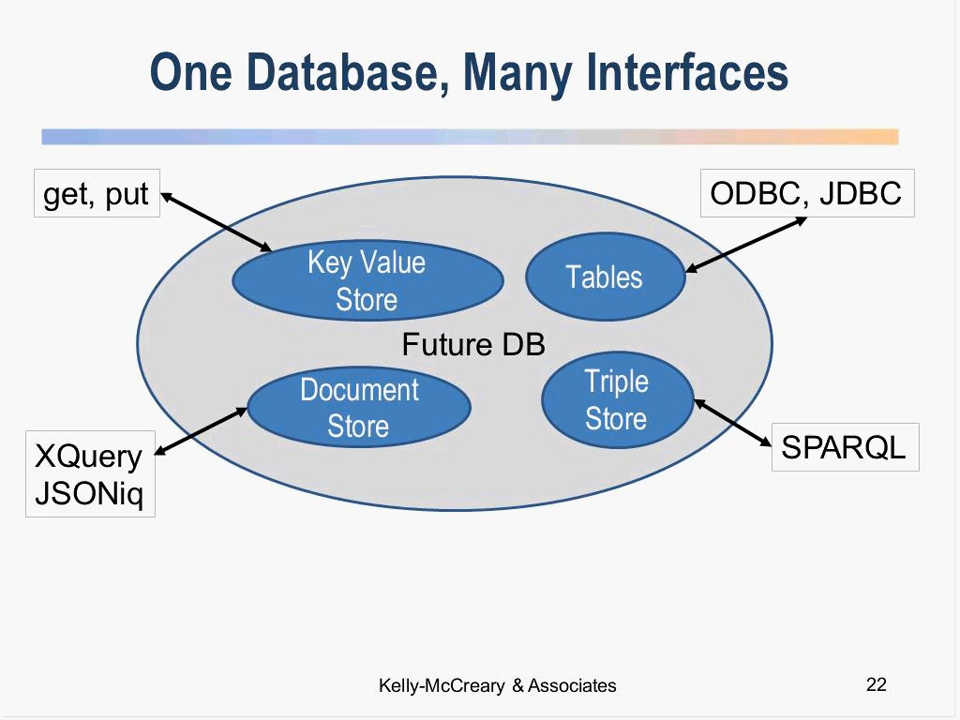 One Database, Many Interfaces
get, put
ODBC, JDBC
Key Value
Store
Tables
Future DB
Document
Store
Triple
Store
XQuery
JSONiq
SPARQL
Kelly-McCreary & Associates
22